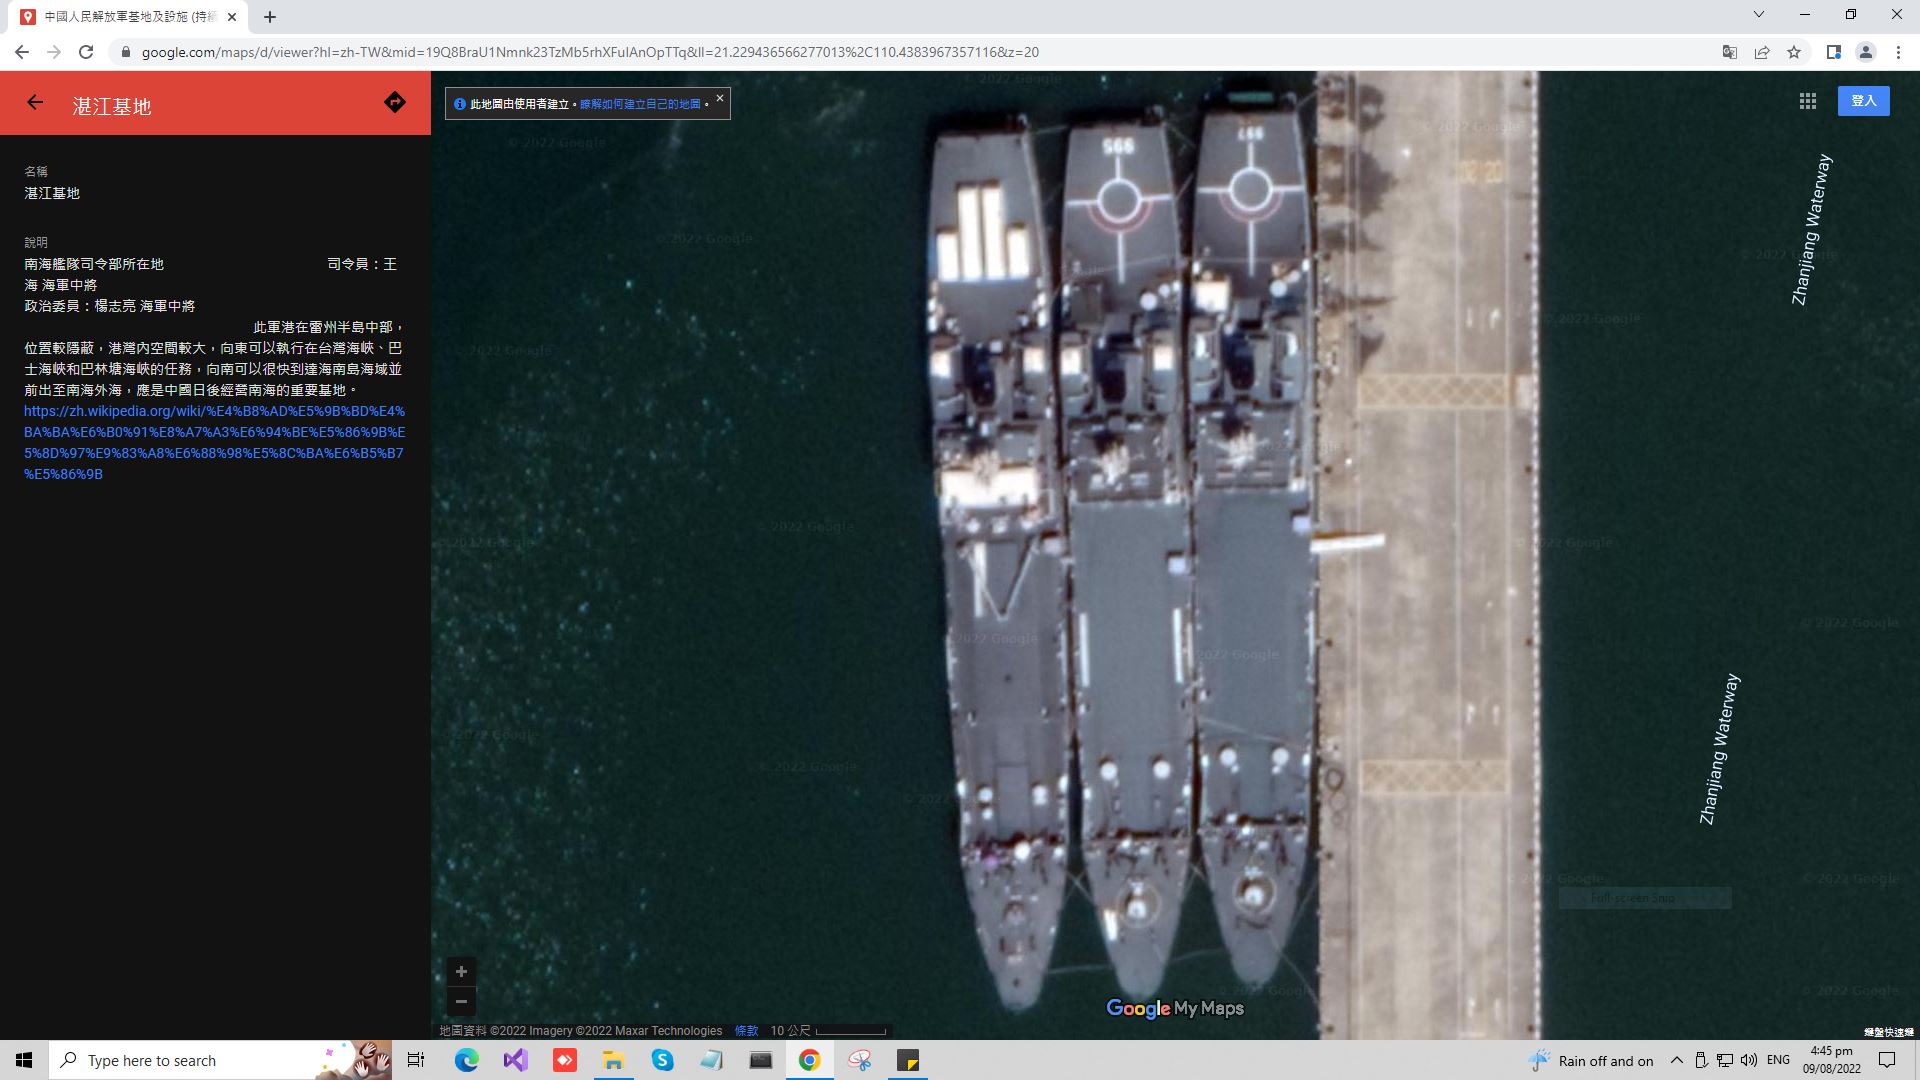 中國人民解放軍基地及設施 (持續
google.com/maps/d/viewer?hl=zh-TW&mid=19Q8BraU1Nmnk23TzMb5rhXFuIAnOpTTq&ll=21.229436566277013%2C110.4383967357116&z=20
湛江基地
此地圖由使用者建立。瞭解如何建立自己的地圖。
登入
名稱
湛江基地
說明
南海艦隊司令部所在地 司令員：王
海 海軍中將
政治委員：楊志亮 海軍中將
此軍港在雷州半島中部，
位置較隱蔽，港灣內空間較大，向東可以執行在台灣海峽、巴
士海峽和巴林塘海峽的任務，向南可以很快到達海南島海域並
前出至南海外海，應是中國日後經營南海的重要基地。
https://zh.wikipedia.org/wiki/%E4%B8%AD%E5%9B%BD%E4%
BA%BA%E6%B0%91%E8%A7%A3%E6%94%BE%E5%86%9B%E
5%8D%97%E9%83%A8%E6%88%98%E5%8C%BA%E6%B5%B7
%E5%86%9B
995
997
Zhanjiang Waterway
Zhanjiang Waterway
© 2022 Google
Full-screen Snip
Google My Maps
地圖資料 ©2022 Imagery ©2022 Maxar Technologies 條款 10 公尺
鍵盤快速鍵
Type here to search
Rain off and on
ENG
4:45 pm
09/08/2022